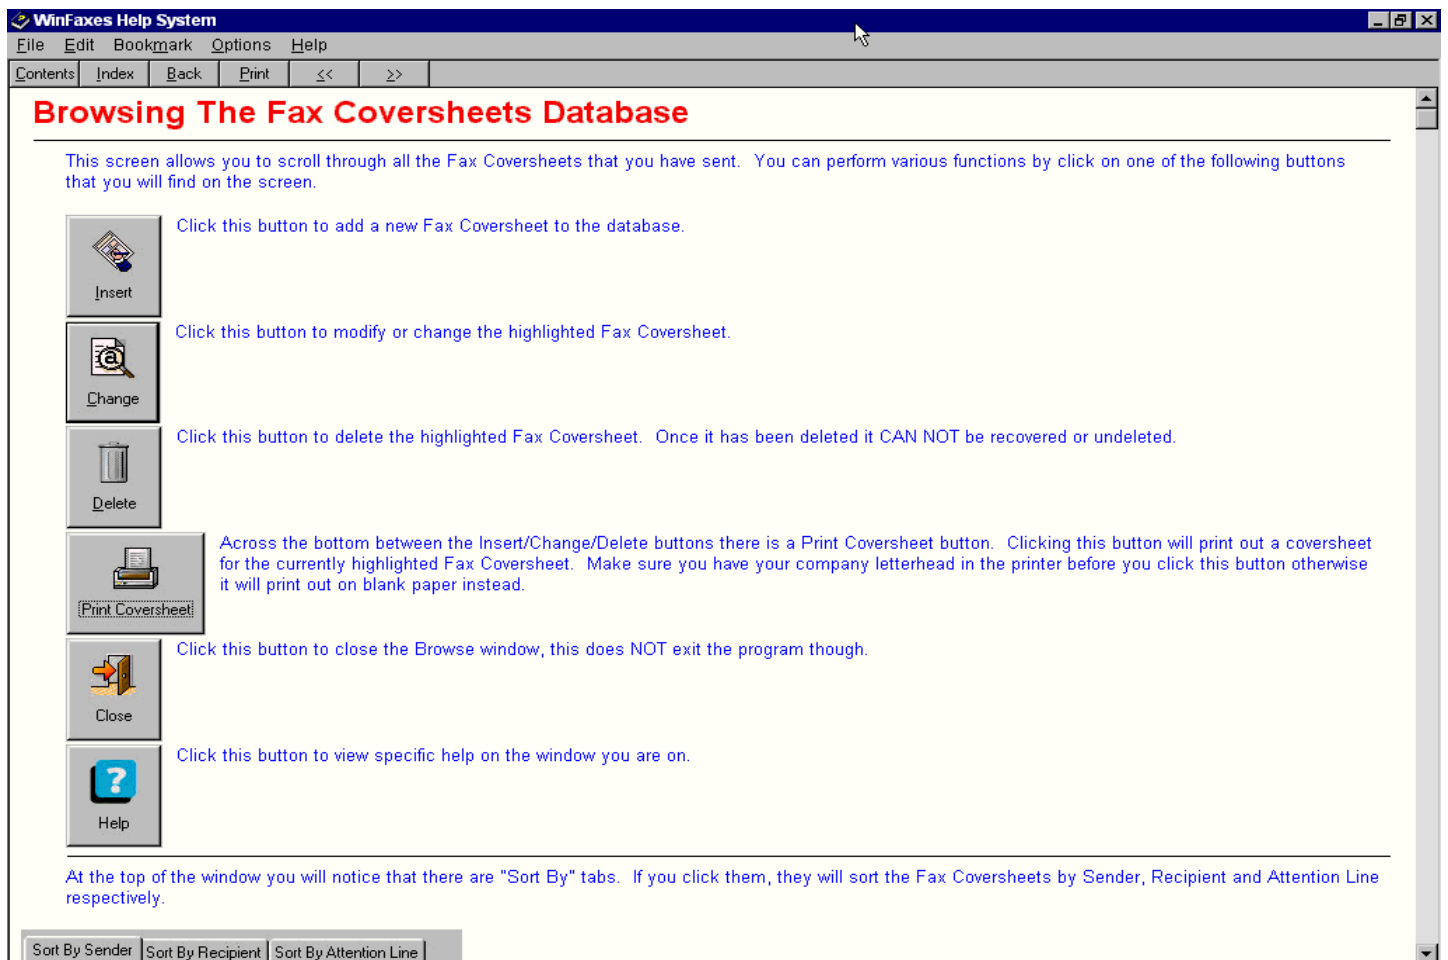 WinFaxes Help System
File Edit Bookmark Options Help
Contents Index Back Print << >>
Browsing The Fax Coversheets Database
This screen allows you to scroll through all the Fax Coversheets that you have sent. You can perform various functions by click on one of the following buttons
that you will find on the screen.
Click this button to add a new Fax Coversheet to the database.
Insert
Click this button to modify or change the highlighted Fax Coversheet.
Change
Click this button to delete the highlighted Fax Coversheet. Once it has been deleted it CAN NOT be recovered or undeleted.
Delete
Across the bottom between the Insert/Change/Delete buttons there is a Print Coversheet button. Clicking this button will print out a coversheet
for the currently highlighted Fax Coversheet. Make sure you have your company letterhead in the printer before you click this button otherwise
it will print out on blank paper instead.
Print Coversheet
Click this button to close the Browse window, this does NOT exit the program though.
Close
Click this button to view specific help on the window you are on.
Help
At the top of the window you will notice that there are "Sort By" tabs. If you click them, they will sort the Fax Coversheets by Sender, Recipient and Attention Line
respectively.
Sort By Sender Sort By Recipient Sort By Attention Line